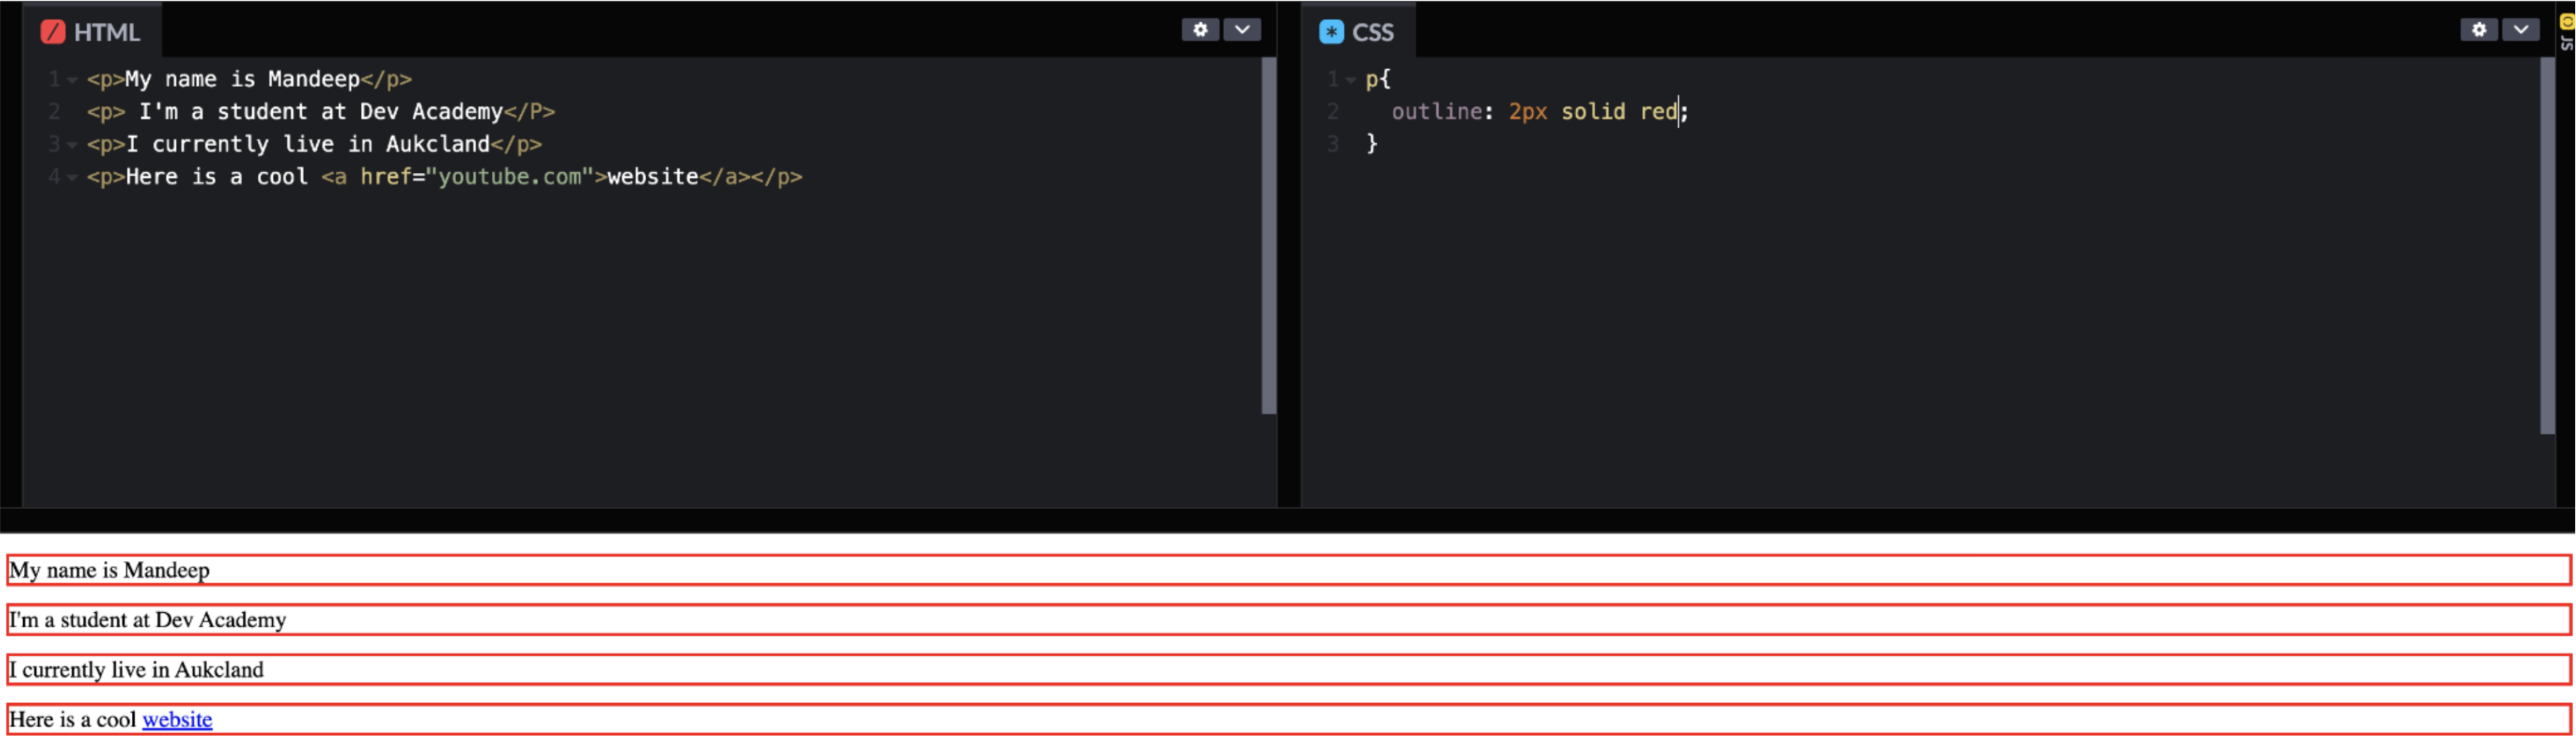 HTML
1 <p>My name is Mandeep</p>
2 <p> I'm a student at Dev Academy</P>
3 <p>I currently live in Aukcland</p>
4 <p>Here is a cool <a href="youtube.com">website</a></p>
CSS
1 p{
2 outline: 2px solid red;
3 }
JS
My name is Mandeep
I'm a student at Dev Academy
I currently live in Aukcland
Here is a cool website